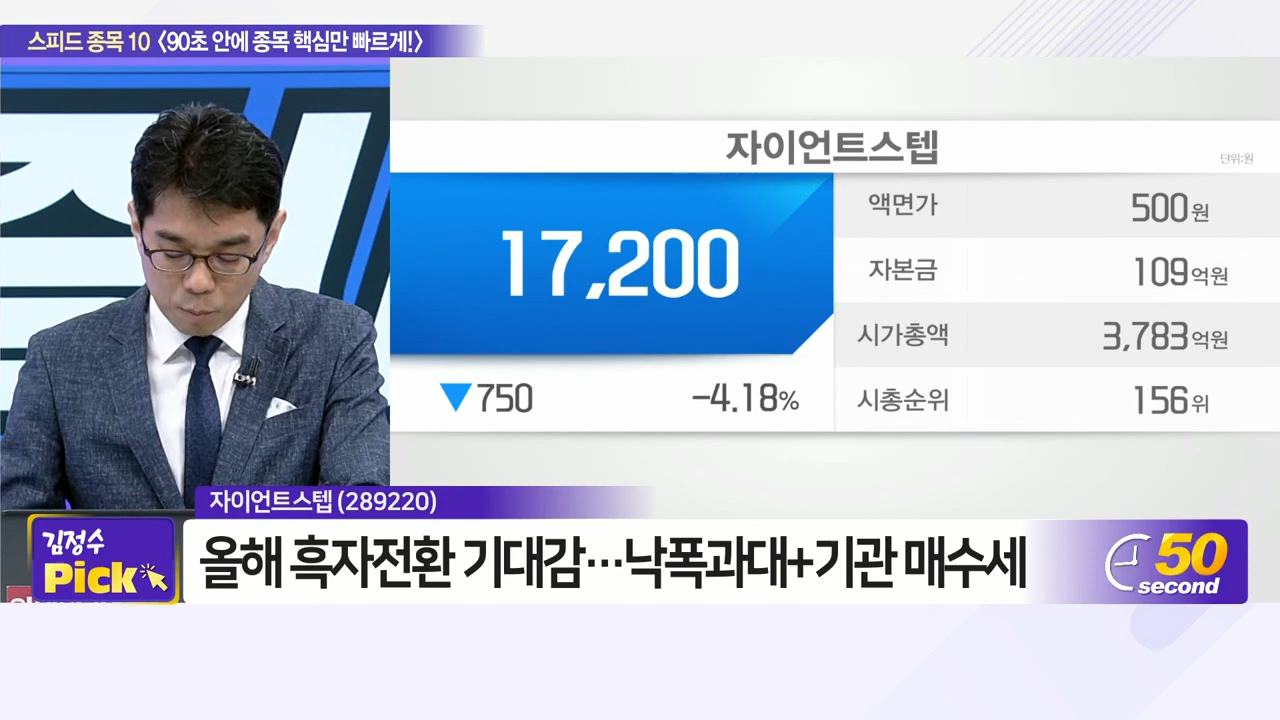 스피드 종목 10 〈90초 안에 종목 핵심만 빠르게!〉
자이언트스텝
단위:원
17,200
▼750 -4.18%
액면가 500원
자본금 109억원
시가총액 3,783억원
시총순위 156위
자이언트스텝 (289220)
김정수
Pick
올해 흑자전환 기대감…낙폭과대+기관 매수세
50
second